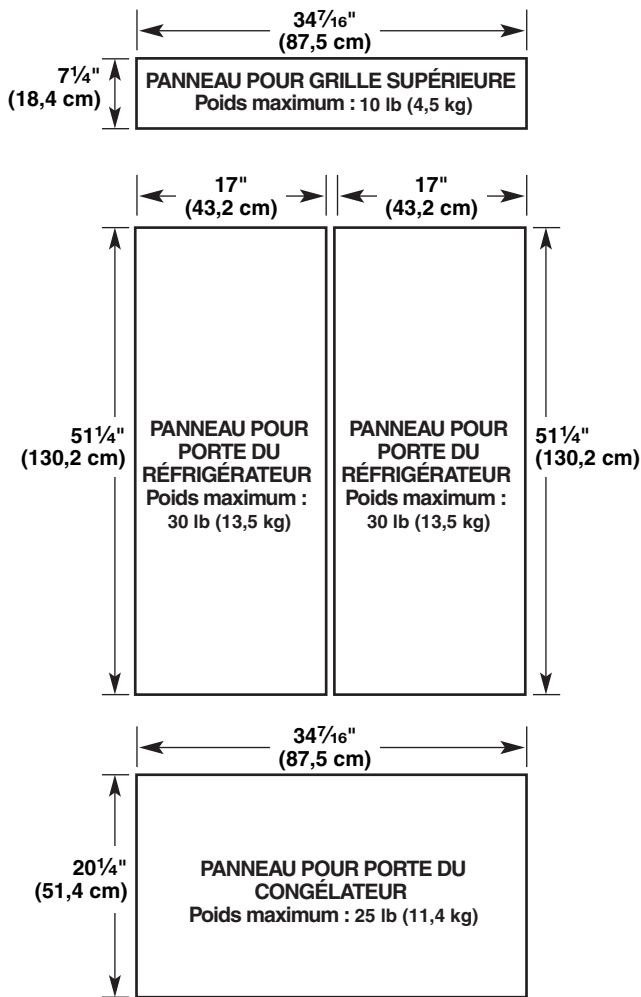 34⁷⁄₁₆"
(87,5 cm)
7¼"
(18,4 cm)
PANNEAU POUR GRILLE SUPÉRIEURE
Poids maximum : 10 lb (4,5 kg)
17"
(43,2 cm)
17"
(43,2 cm)
51¼"
(130,2 cm)
PANNEAU POUR
PORTE DU
RÉFRIGÉRATEUR
Poids maximum :
30 lb (13,5 kg)
PANNEAU POUR
PORTE DU
RÉFRIGÉRATEUR
Poids maximum :
30 lb (13,5 kg)
51¼"
(130,2 cm)
34⁷⁄₁₆"
(87,5 cm)
20¼"
(51,4 cm)
PANNEAU POUR PORTE DU
CONGÉLATEUR
Poids maximum : 25 lb (11,4 kg)